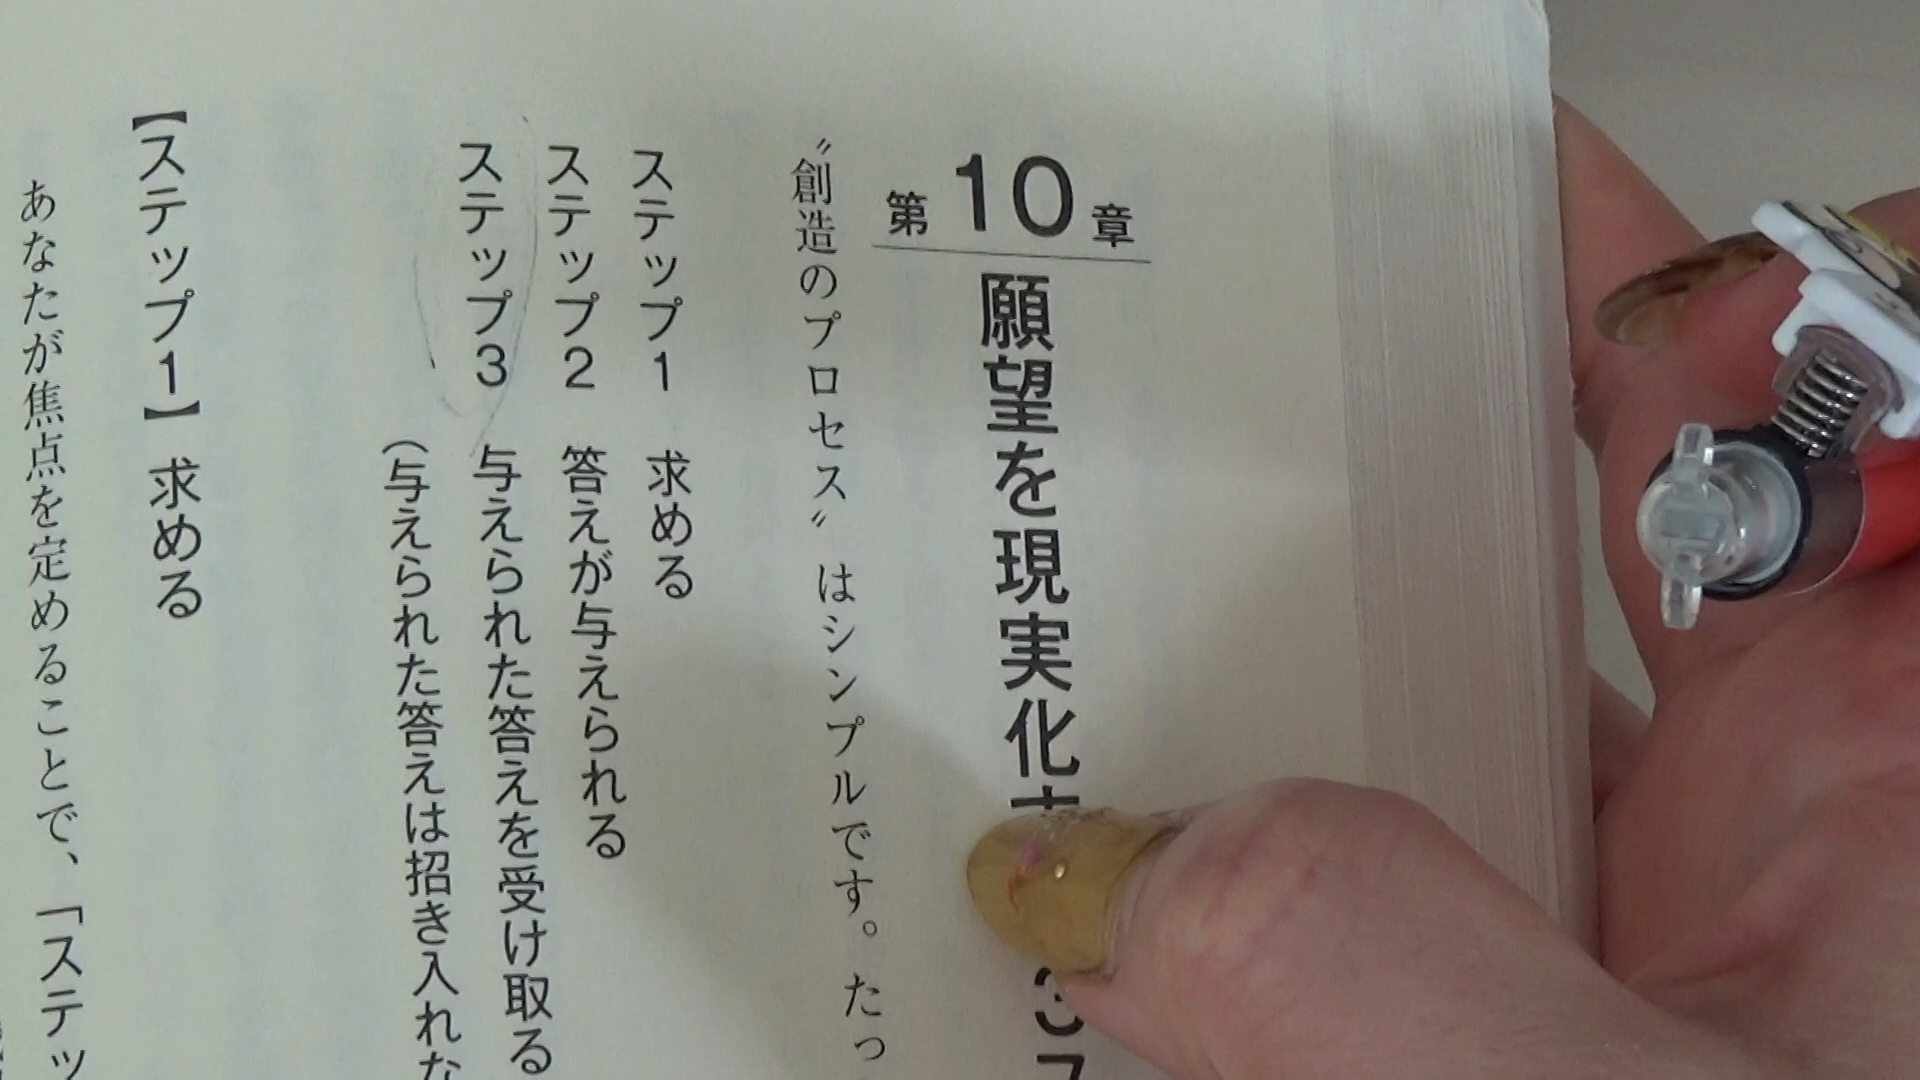 第10章
願望を現実化す
3
〝創造のプロセス〟はシンプルです。たっ
ステップ1 求める
ステップ2 答えが与えられる
ステップ3 与えられた答えを受け取る
（与えられた答えは招き入れな
【ステップ1】求める
あなたが焦点を定めることで、「ステッ